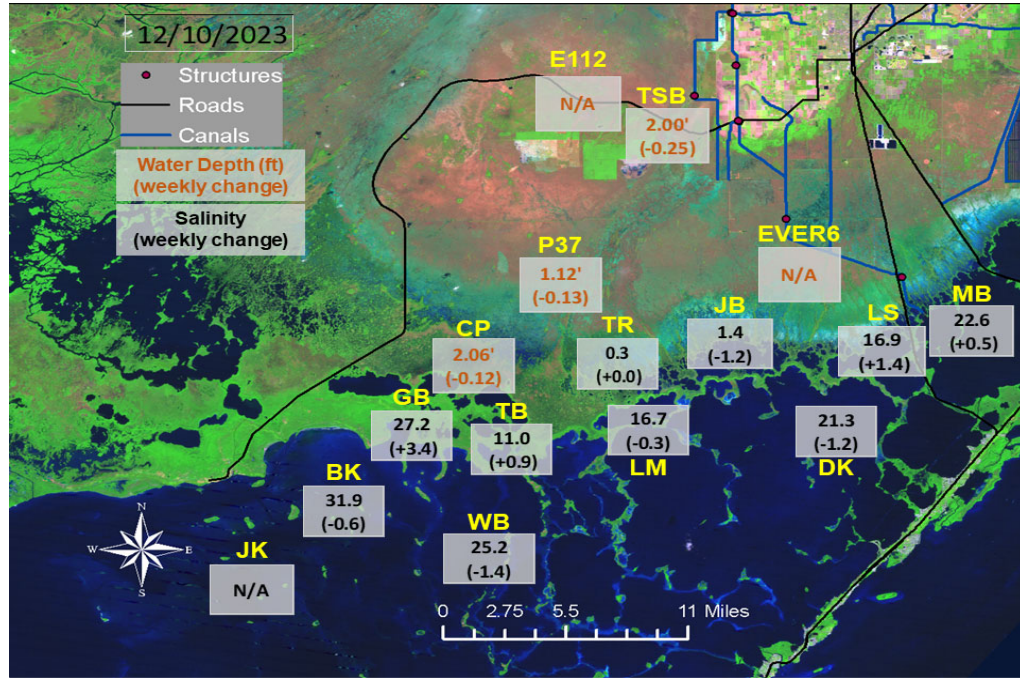 12/10/2023
Structures
Roads
Canals
Water Depth (ft)
(weekly change)
Salinity
(weekly change)
E112
N/A
TSB
2.00'
(-0.25)
P37
1.12'
(-0.13)
EVER6
N/A
CP
2.06'
(-0.12)
TR
0.3
(+0.0)
JB
1.4
(-1.2)
LS
16.9
(+1.4)
MB
22.6
(+0.5)
GB
27.2
(+3.4)
TB
11.0
(+0.9)
16.7
(-0.3)
LM
21.3
(-1.2)
DK
BK
31.9
(-0.6)
WB
25.2
(-1.4)
JK
N/A
N
W E
S
0 2.75 5.5 11 Miles